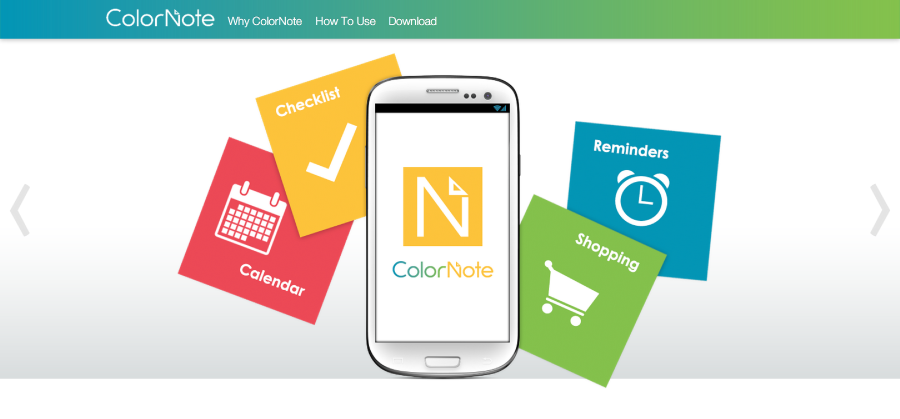 ColorNote Why ColorNote How To Use Download
Checklist
Calendar
N
ColorNote
Reminders
Shopping